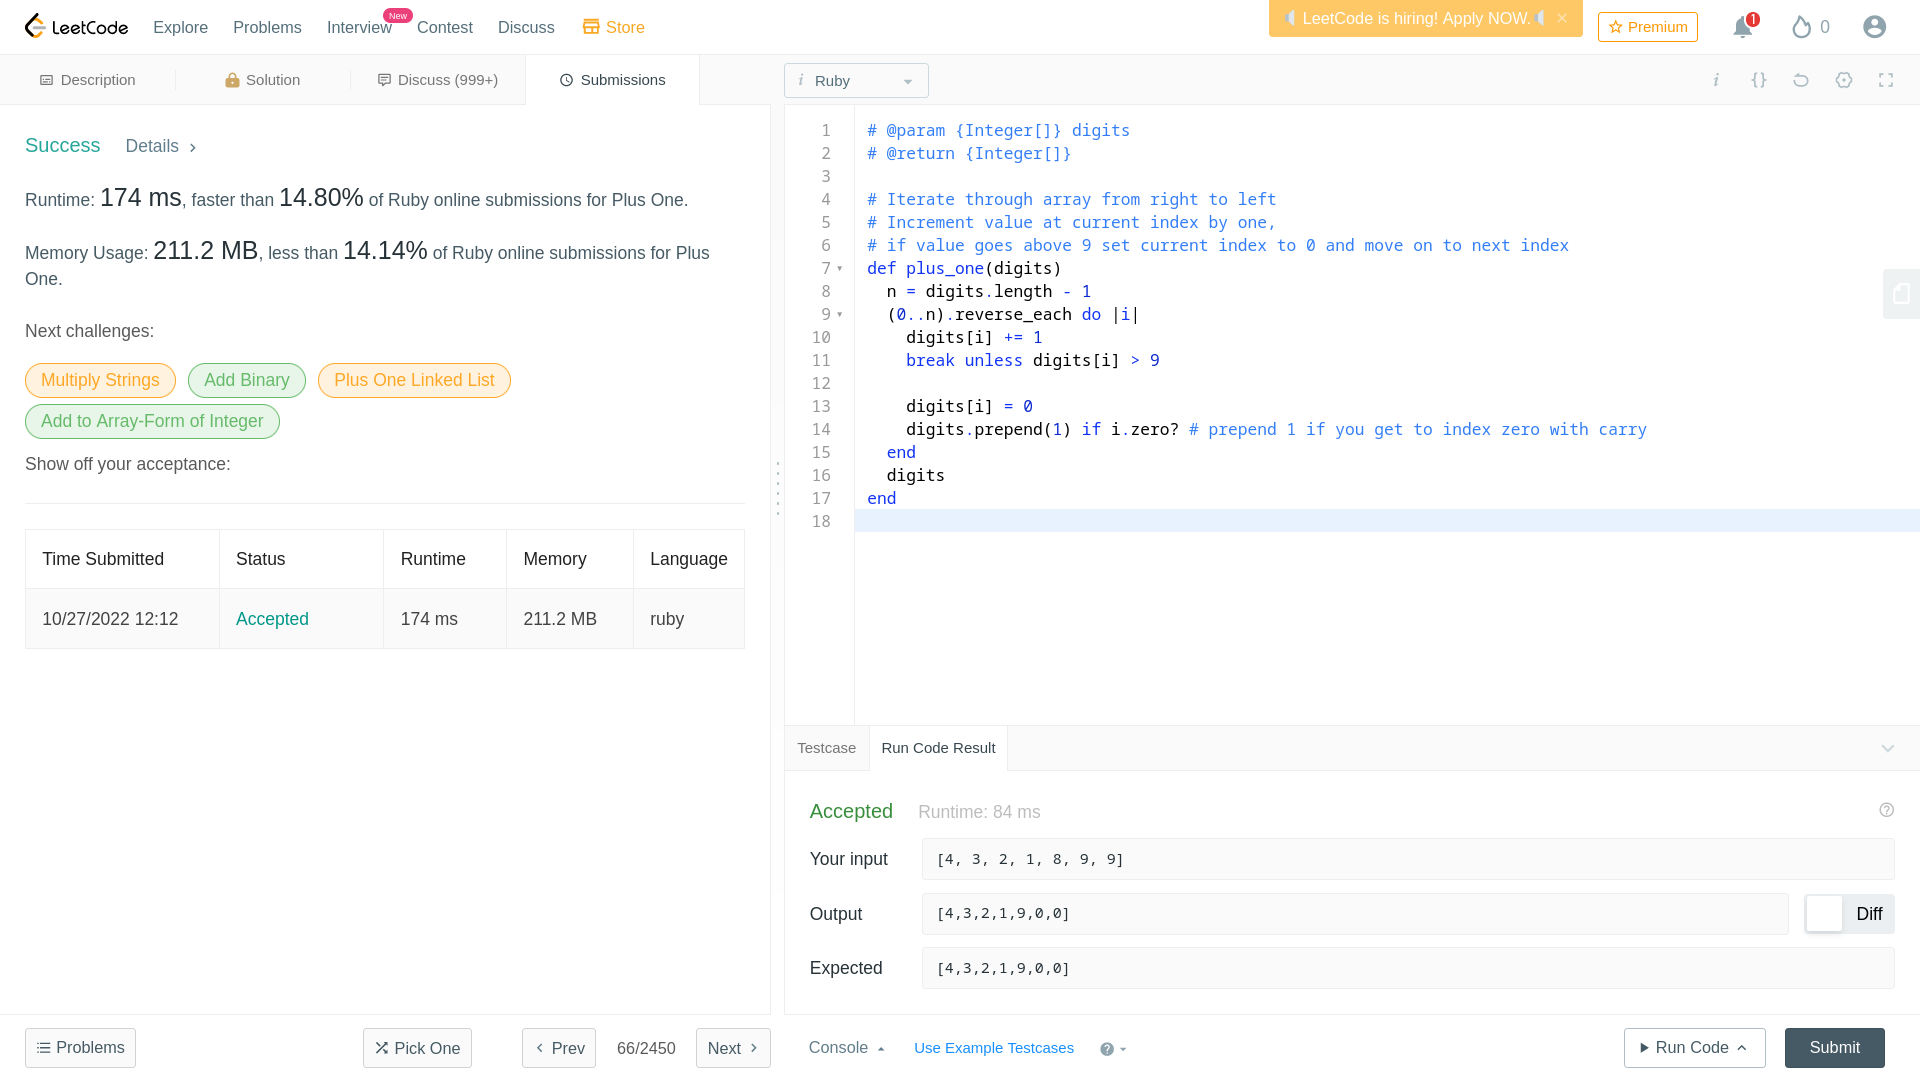 LeetCode Explore Problems Interview New Contest Discuss Store LeetCode is hiring! Apply NOW. Premium 1 0
Description Solution Discuss (999+) Submissions i Ruby i {}
Success Details
Runtime: 174 ms, faster than 14.80% of Ruby online submissions for Plus One.
Memory Usage: 211.2 MB, less than 14.14% of Ruby online submissions for Plus
One.
Next challenges:
Multiply Strings Add Binary Plus One Linked List
Add to Array-Form of Integer
Show off your acceptance:
Time Submitted Status Runtime Memory Language
10/27/2022 12:12 Accepted 174 ms 211.2 MB ruby
1 # @param {Integer[]} digits
2 # @return {Integer[]}
3
4 # Iterate through array from right to left
5 # Increment value at current index by one,
6 # if value goes above 9 set current index to 0 and move on to next index
7 def plus_one(digits)
8 n = digits.length - 1
9 (0..n).reverse_each do |i|
10 digits[i] += 1
11 break unless digits[i] > 9
12
13 digits[i] = 0
14 digits.prepend(1) if i.zero? # prepend 1 if you get to index zero with carry
15 end
16 digits
17 end
18
Testcase Run Code Result
Accepted Runtime: 84 ms ?
Your input [4, 3, 2, 1, 8, 9, 9]
Output [4,3,2,1,9,0,0] Diff
Expected [4,3,2,1,9,0,0]
Problems Pick One Prev 66/2450 Next Console Use Example Testcases ? Run Code Submit